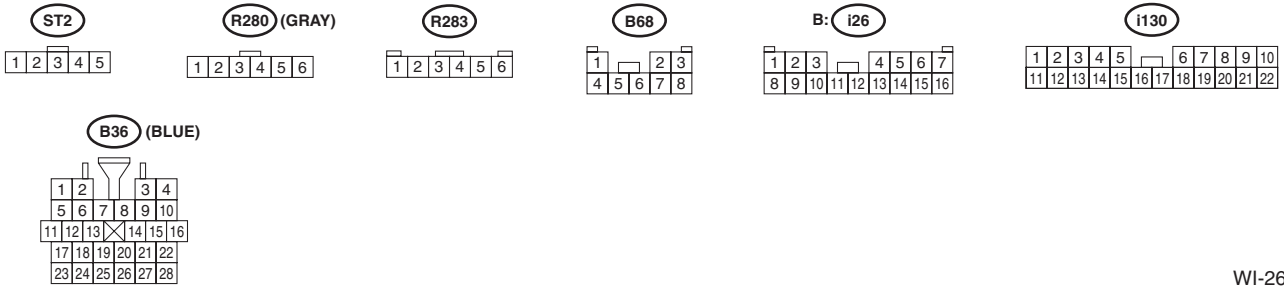 ST2 R280 (GRAY) R283 B68 B: i26 i130
1 2 3 4 5
1 2 3 4 5 6
1 2 3 4 5 6
1 2 3
4 5 6 7 8
1 2 3 4 5 6 7
8 9 10 11 12 13 14 15 16
1 2 3 4 5 6 7 8 9 10
11 12 13 14 15 16 17 18 19 20 21 22
B36 (BLUE)
1 2 3 4
5 6 7 8 9 10
11 12 13 14 15 16
17 18 19 20 21 22
23 24 25 26 27 28